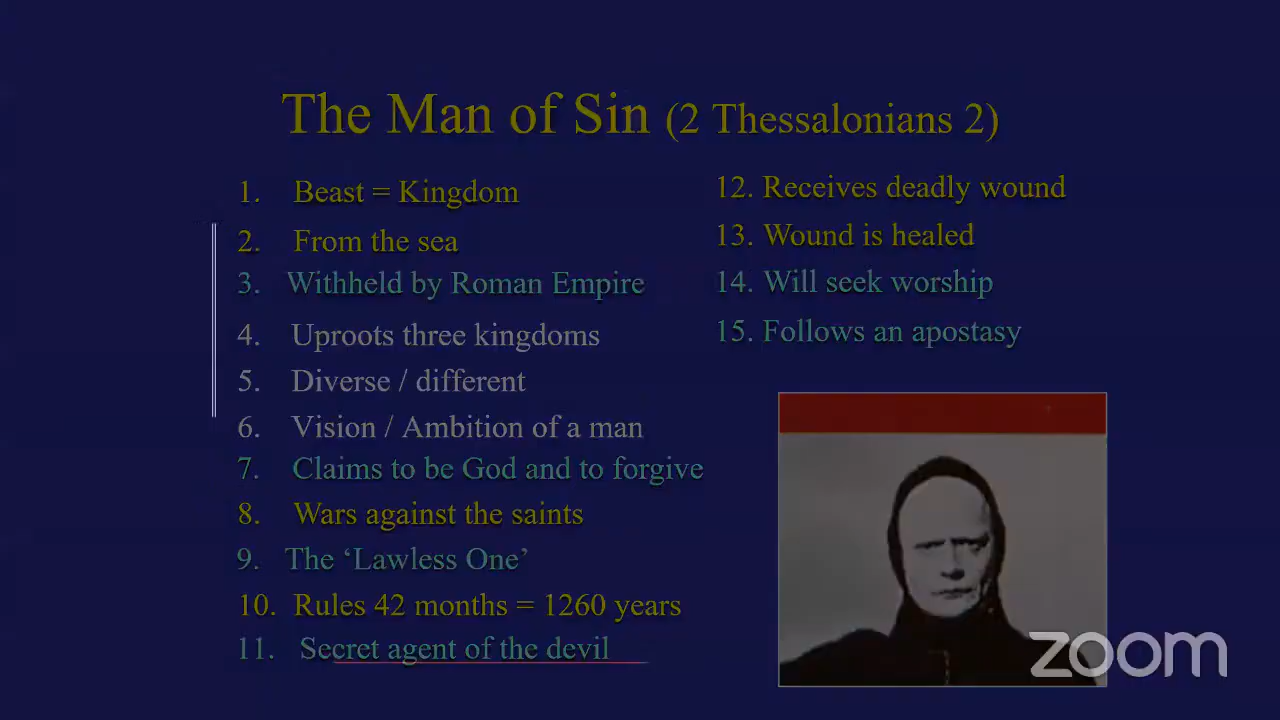 The Man of Sin (2 Thessalonians 2)
1. Beast = Kingdom
2. From the sea
3. Withheld by Roman Empire
4. Uproots three kingdoms
5. Diverse / different
6. Vision / Ambition of a man
7. Claims to be God and to forgive
8. Wars against the saints
9. The ‘Lawless One’
10. Rules 42 months = 1260 years
11. Secret agent of the devil
12. Receives deadly wound
13. Wound is healed
14. Will seek worship
15. Follows an apostasy
zoom